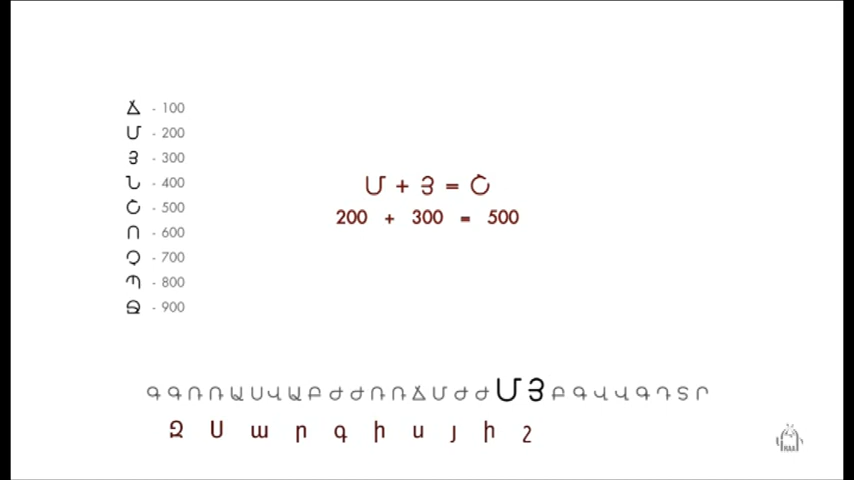 Ճ - 100
Մ - 200
Յ - 300
Ն - 400
Շ - 500
Ո - 600
Չ - 700
Պ - 800
Ջ - 900
Մ + Յ = Շ
200 + 300 = 500
Գ Գ Ռ Ռ Ա Ս Վ Ա Բ Ժ Ժ Ռ Ռ Ճ Մ Ժ Ժ Մ Յ Բ Գ Վ Վ Գ Դ Տ Ր
Զ Ս ա ր գ ի ս յ ի շ